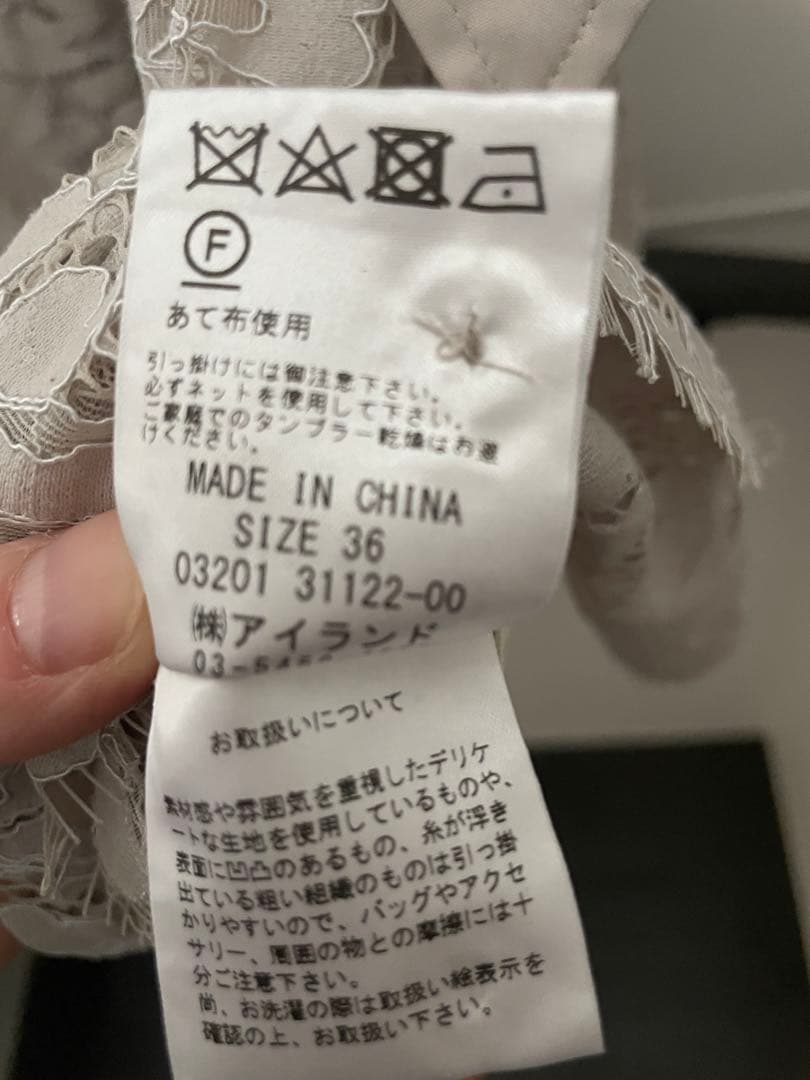 F
あて布使用
引っ掛けには御注意下さい。
必ずネットを使用して下さい。
ご家庭でのタンブラー乾燥はお避
けください。
MADE IN CHINA
SIZE 36
03201 31122-00
㈱アイランド
03-545
お取扱いについて
素材感や雰囲気を重視したデリケ
ートな生地を使用しているものや、
表面に凹凸のあるもの、糸が浮き
出ている粗い組織のものは引っ掛
かりやすいので、バッグやアクセ
サリー、周囲の物との摩擦には十
分ご注意下さい。
尚、お洗濯の際は取扱い絵表示を
確認の上、お取扱い下さい。